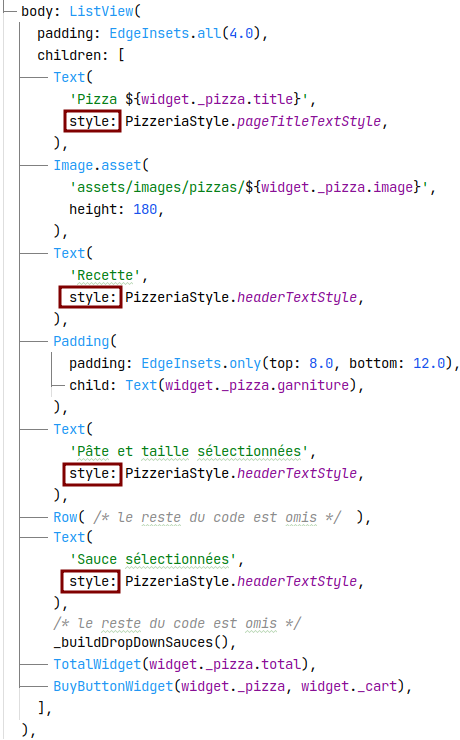 body: ListView(
padding: EdgeInsets.all(4.0),
children: [
Text(
'Pizza ${widget._pizza.title}',
style: PizzeriaStyle.pageTitleTextStyle,
),
Image.asset(
'assets/images/pizzas/${widget._pizza.image}',
height: 180,
),
Text(
'Recette',
style: PizzeriaStyle.headerTextStyle,
),
Padding(
padding: EdgeInsets.only(top: 8.0, bottom: 12.0),
child: Text(widget._pizza.garniture),
),
Text(
'Pâte et taille sélectionnées',
style: PizzeriaStyle.headerTextStyle,
),
Row( /* le reste du code est omis */ ),
Text(
'Sauce sélectionnées',
style: PizzeriaStyle.headerTextStyle,
),
/* le reste du code est omis */
_buildDropDownSauces(),
TotalWidget(widget._pizza.total),
BuyButtonWidget(widget._pizza, widget._cart),
],
),